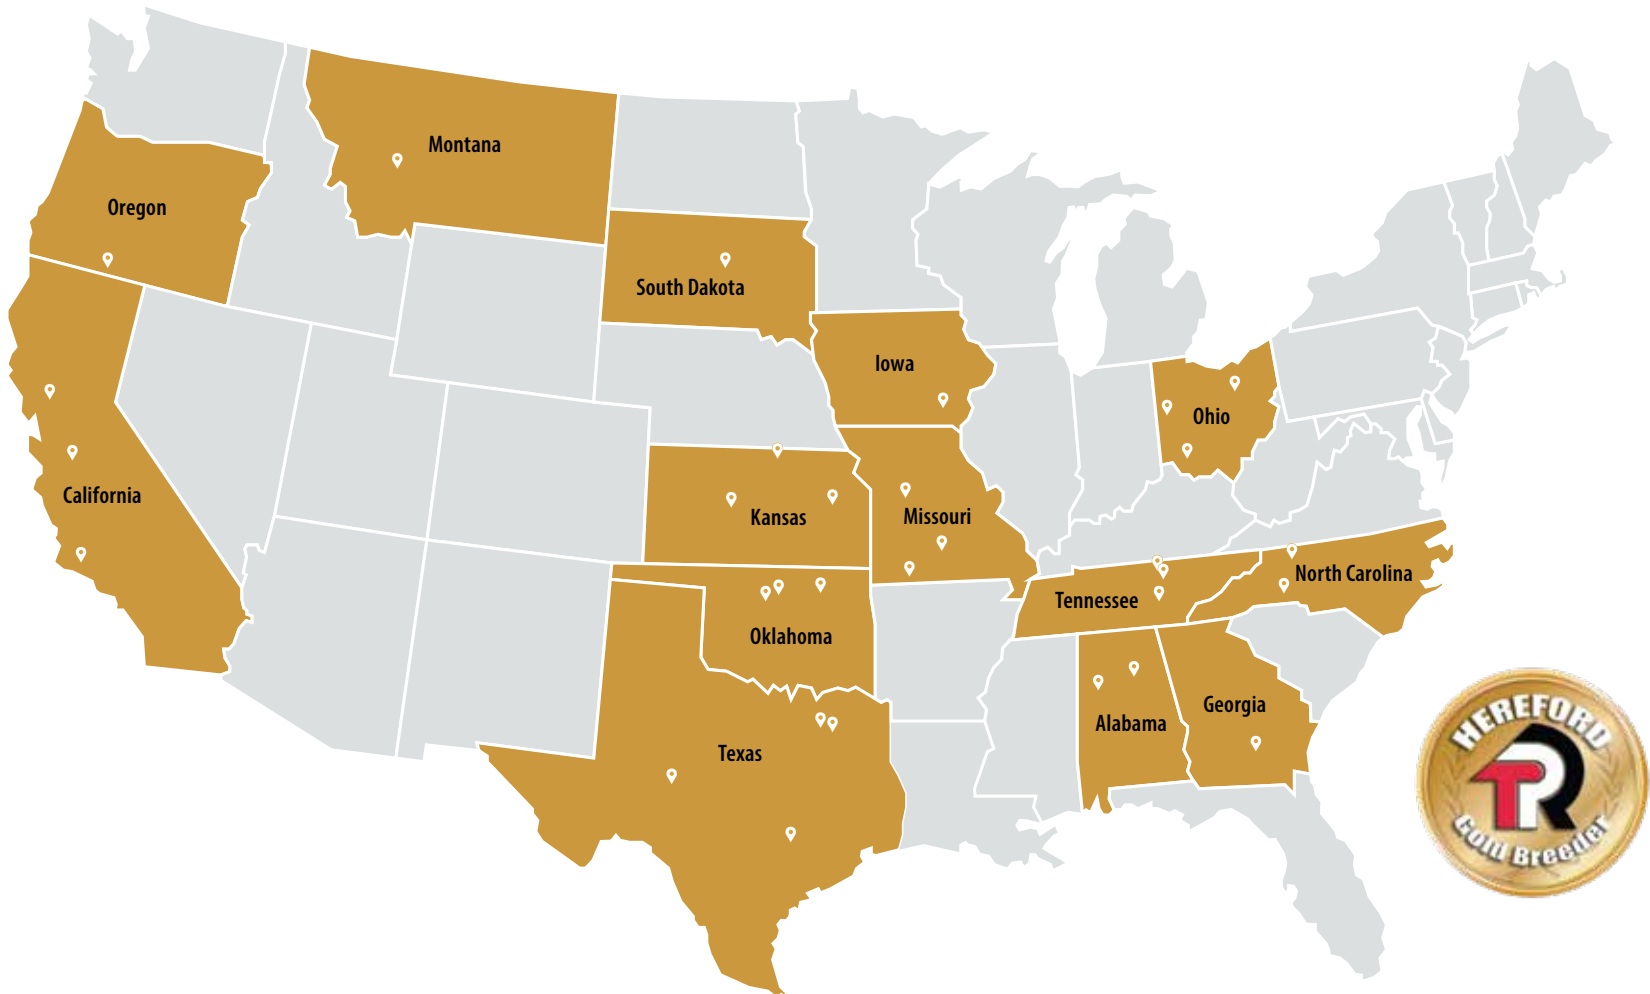 Montana
Oregon
South Dakota
Iowa
Ohio
California
Kansas
Missouri
North Carolina
Tennessee
Oklahoma
Georgia
Alabama
Texas
HEREFORD
TPR
Gold Breeder